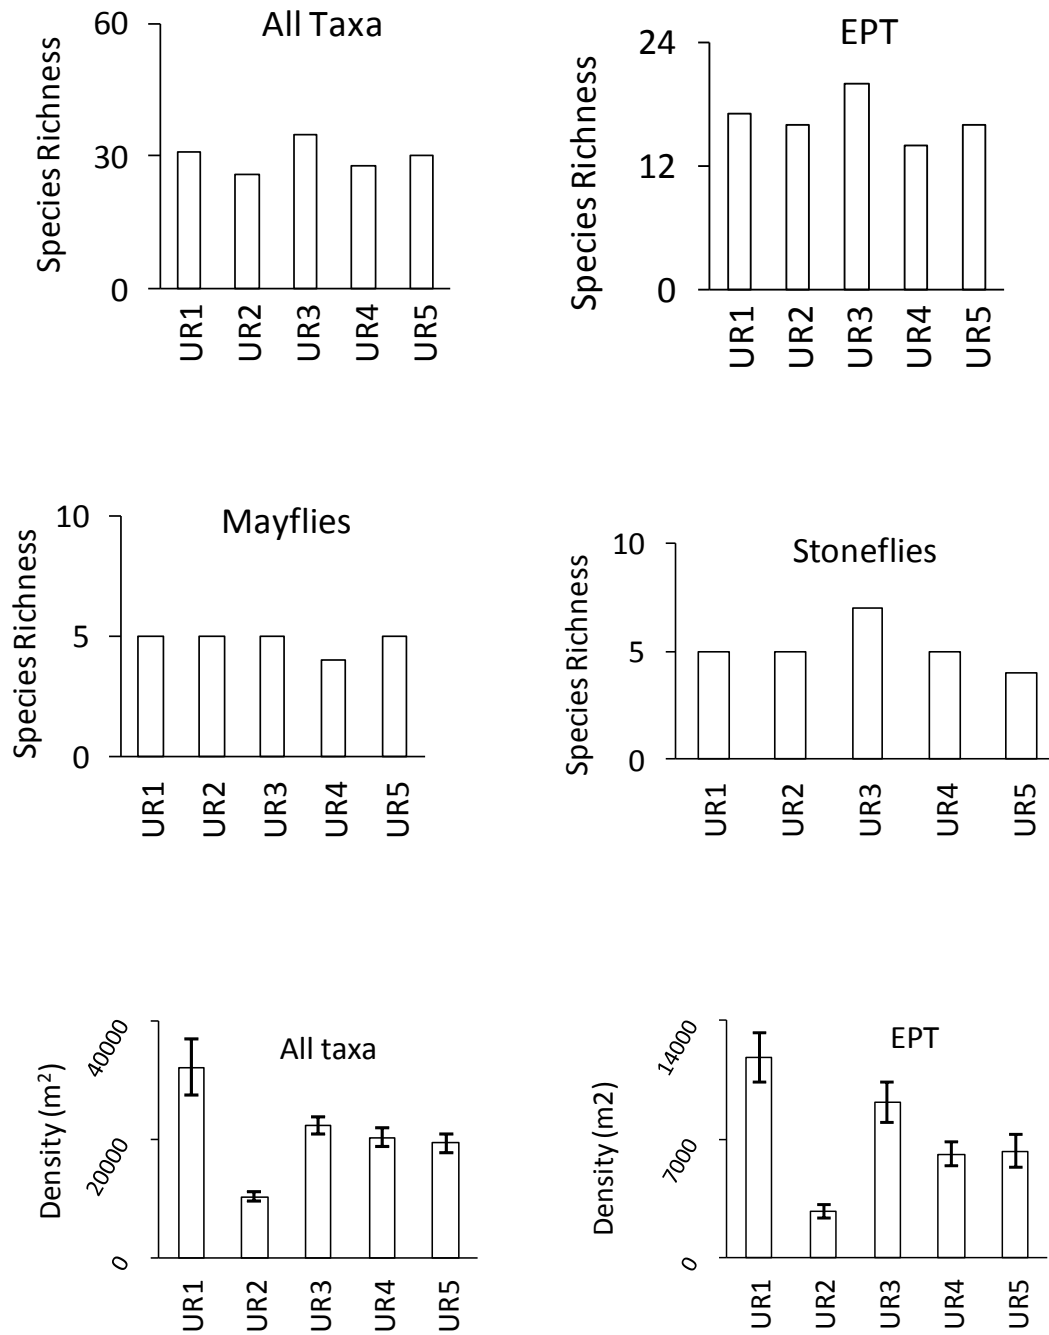 All Taxa
Species Richness
60
30
0
UR1 UR2 UR3 UR4 UR5
EPT
Species Richness
24
12
0
UR1 UR2 UR3 UR4 UR5
Mayflies
Species Richness
10
5
0
UR1 UR2 UR3 UR4 UR5
Stoneflies
Species Richness
10
5
0
UR1 UR2 UR3 UR4 UR5
All taxa
Density (m²)
40000
20000
0
UR1 UR2 UR3 UR4 UR5
EPT
Density (m2)
14000
7000
0
UR1 UR2 UR3 UR4 UR5